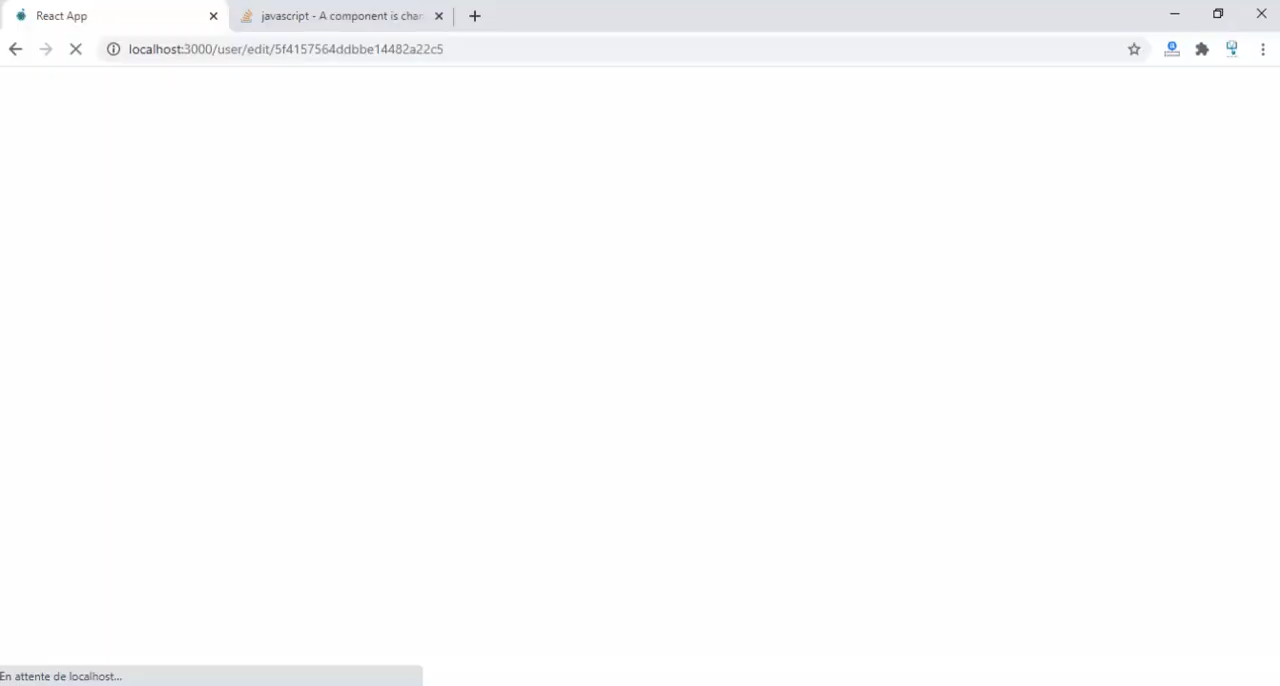 React App
javascript - A component is char
localhost:3000/user/edit/5f4157564ddbbe14482a22c5
En attente de localhost...